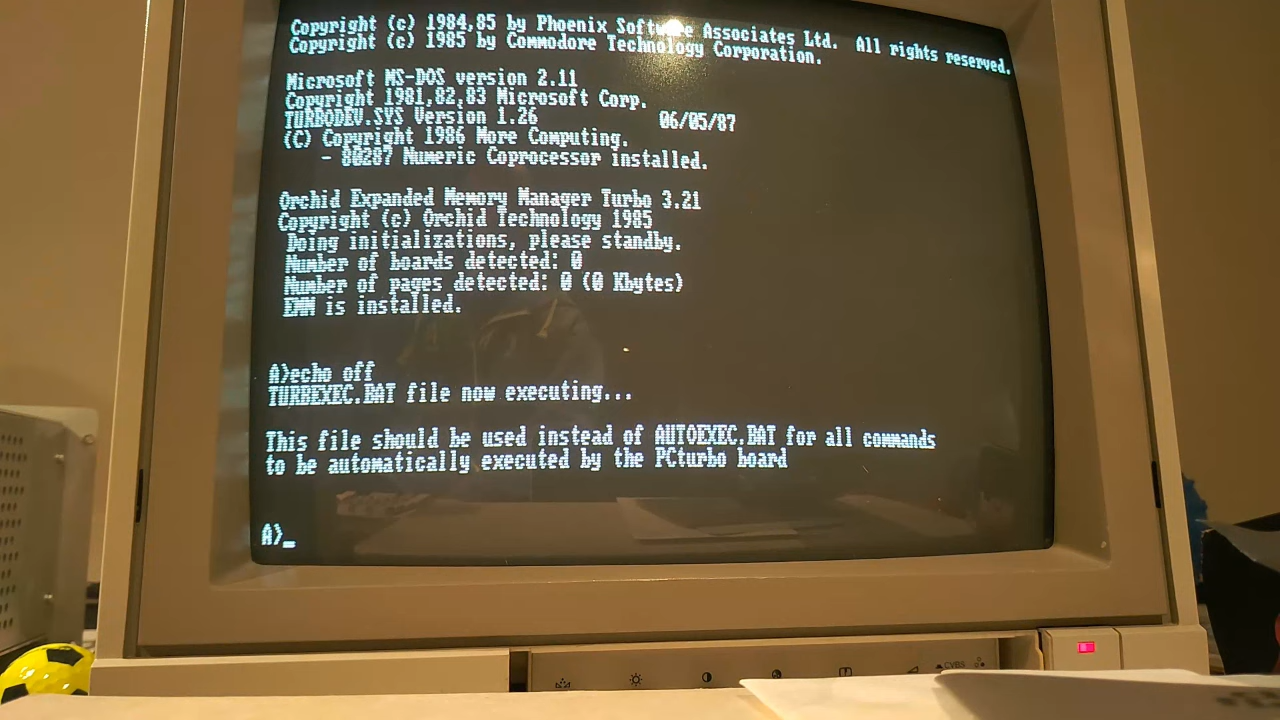 Copyright (c) 1984,85 by Phoenix Software Associates Ltd. All rights reserved.
Copyright (c) 1985 by Commodore Technology Corporation.
Microsoft MS-DOS version 2.11
Copyright 1981,82,83 Microsoft Corp.
TURBODEV.SYS Version 1.26 06/05/87
(C) Copyright 1986 More Computing.
- 80287 Numeric Coprocessor installed.
Orchid Expanded Memory Manager Turbo 3.21
Copyright (c) Orchid Technology 1985
Doing initializations, please standby.
Number of boards detected: 0
Number of pages detected: 0 (0 Kbytes)
EMM is installed.
A>echo off
TURBEXEC.BAT file now executing...
This file should be used instead of AUTOEXEC.BAT for all commands
to be automatically executed by the PCturbo board
A>_
CVBS